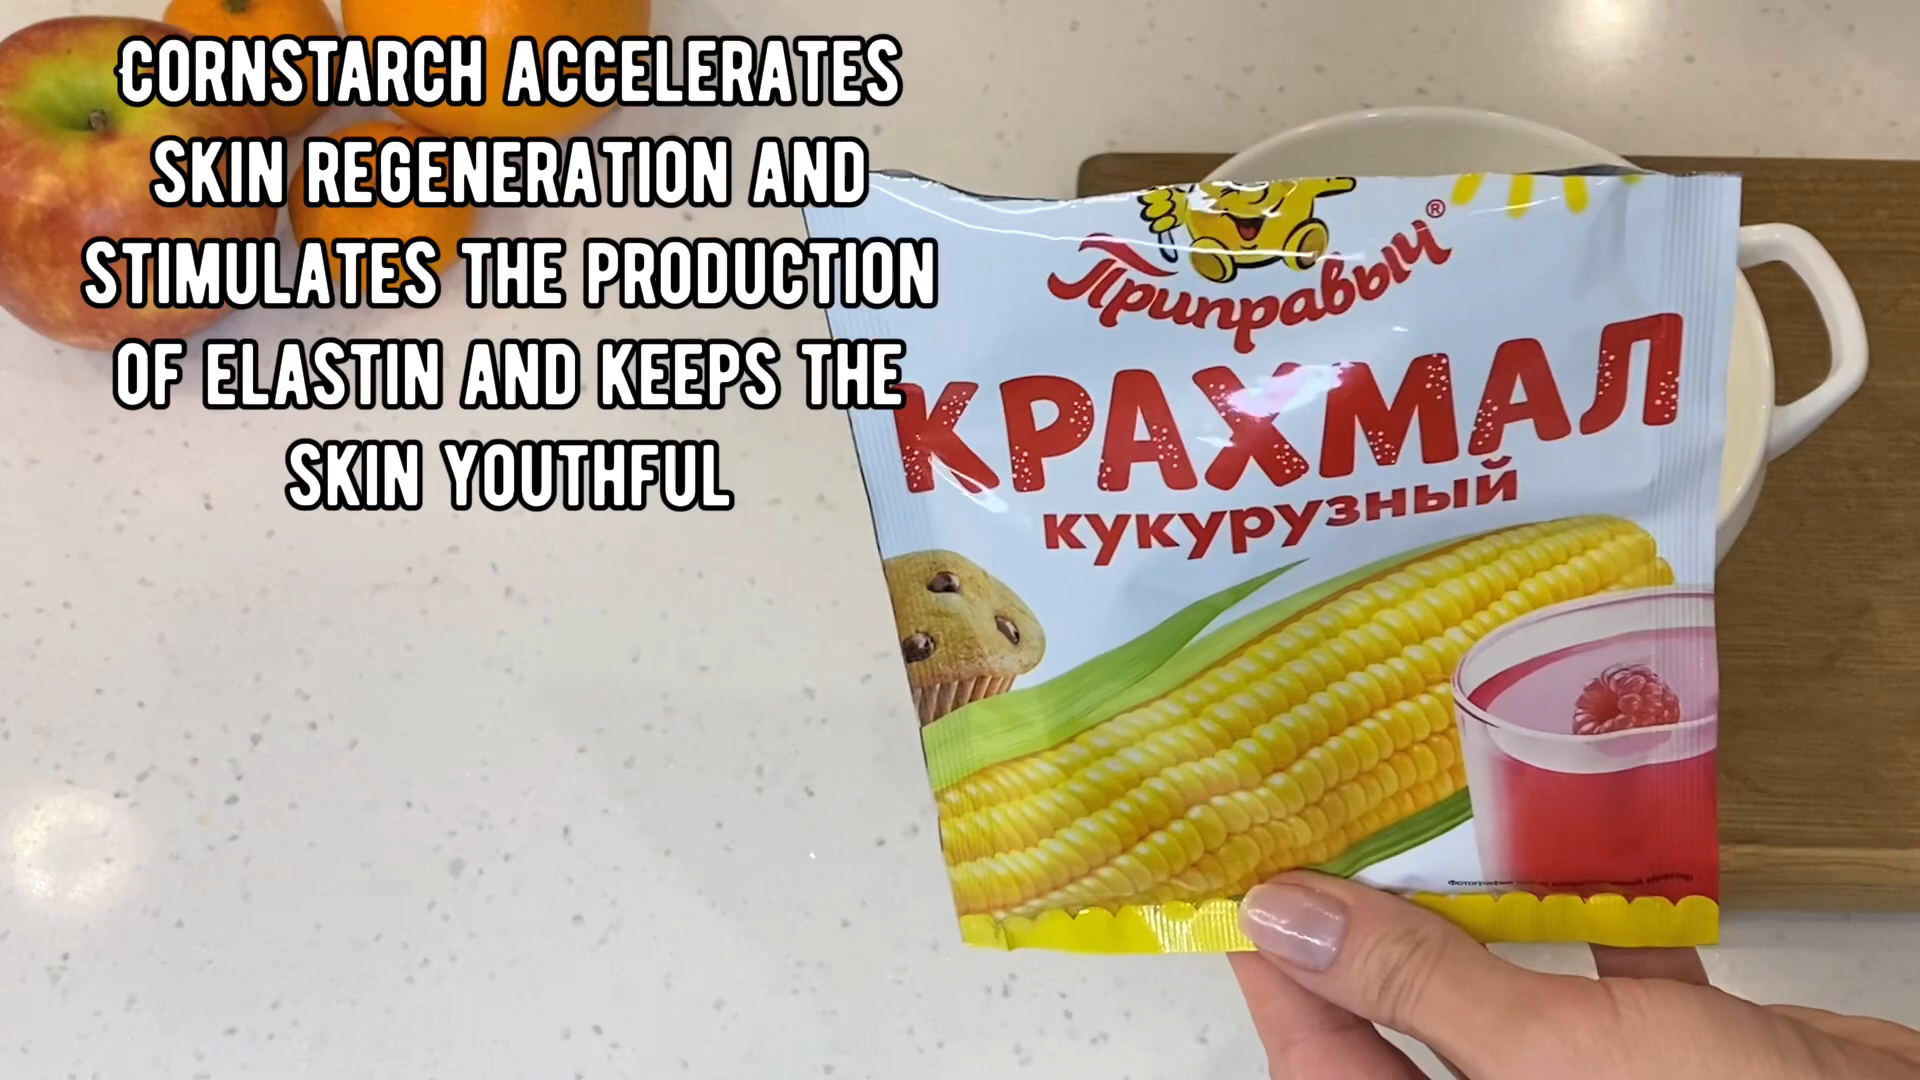 CORNSTARCH ACCELERATES
SKIN REGENERATION AND
STIMULATES THE PRODUCTION
OF ELASTIN AND KEEPS THE
SKIN YOUTHFUL
Приправыч®
КРАХМАЛ
кукурузный